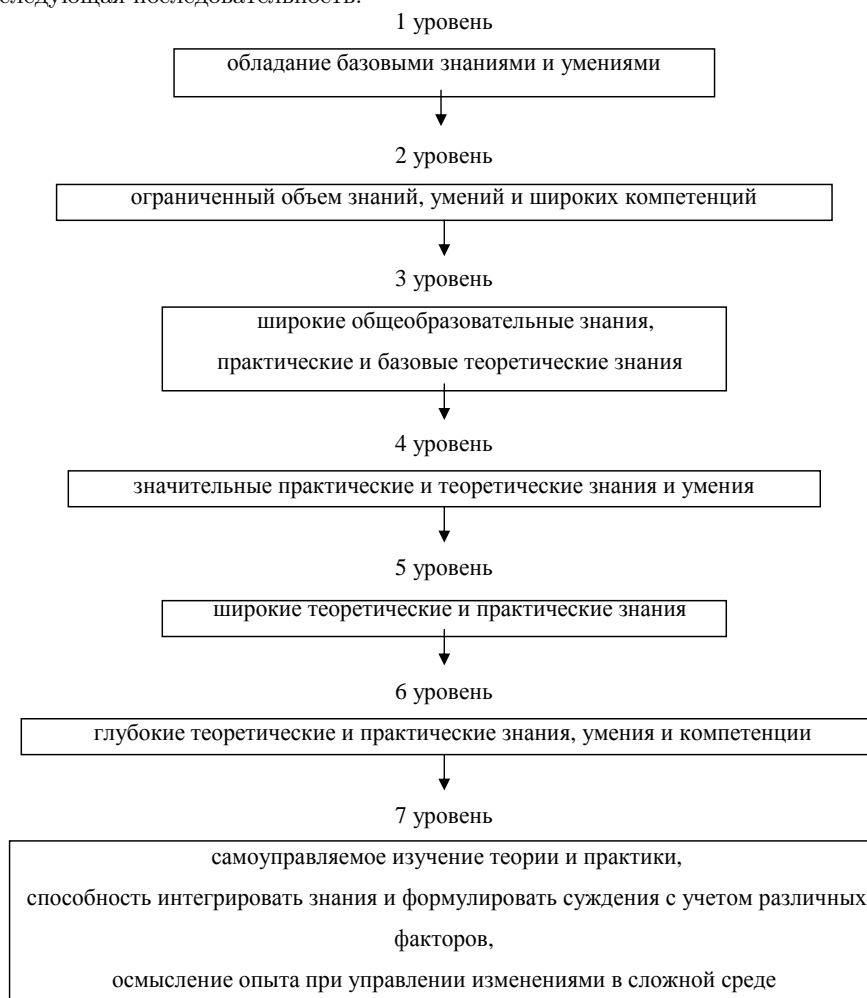 следующая последовательность:
1 уровень
обладание базовыми знаниями и умениями
2 уровень
ограниченный объем знаний, умений и широких компетенций
3 уровень
широкие общеобразовательные знания,
практические и базовые теоретические знания
4 уровень
значительные практические и теоретические знания и умения
5 уровень
широкие теоретические и практические знания
6 уровень
глубокие теоретические и практические знания, умения и компетенции
7 уровень
самоуправляемое изучение теории и практики,
способность интегрировать знания и формулировать суждения с учетом различных
факторов,
осмысление опыта при управлении изменениями в сложной среде